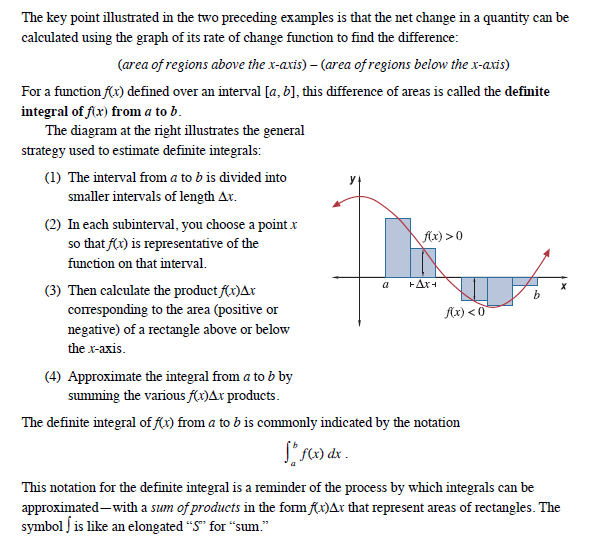 The key point illustrated in the two preceding examples is that the net change in a quantity can be
calculated using the graph of its rate of change function to find the difference:
(area of regions above the x-axis) – (area of regions below the x-axis)
For a function f(x) defined over an interval [a, b], this difference of areas is called the definite
integral of f(x) from a to b.
The diagram at the right illustrates the general
strategy used to estimate definite integrals:
(1) The interval from a to b is divided into
smaller intervals of length Δx.
(2) In each subinterval, you choose a point x
so that f(x) is representative of the
function on that interval.
(3) Then calculate the product f(x)Δx
corresponding to the area (positive or
negative) of a rectangle above or below
the x-axis.
(4) Approximate the integral from a to b by
summing the various f(x)Δx products.
y
f(x) > 0
a
Δx
b
x
f(x) < 0
The definite integral of f(x) from a to b is commonly indicated by the notation
∫ₐᵇ f(x) dx .
This notation for the definite integral is a reminder of the process by which integrals can be
approximated—with a sum of products in the form f(x)Δx that represent areas of rectangles. The
symbol ∫ is like an elongated “S” for “sum.”